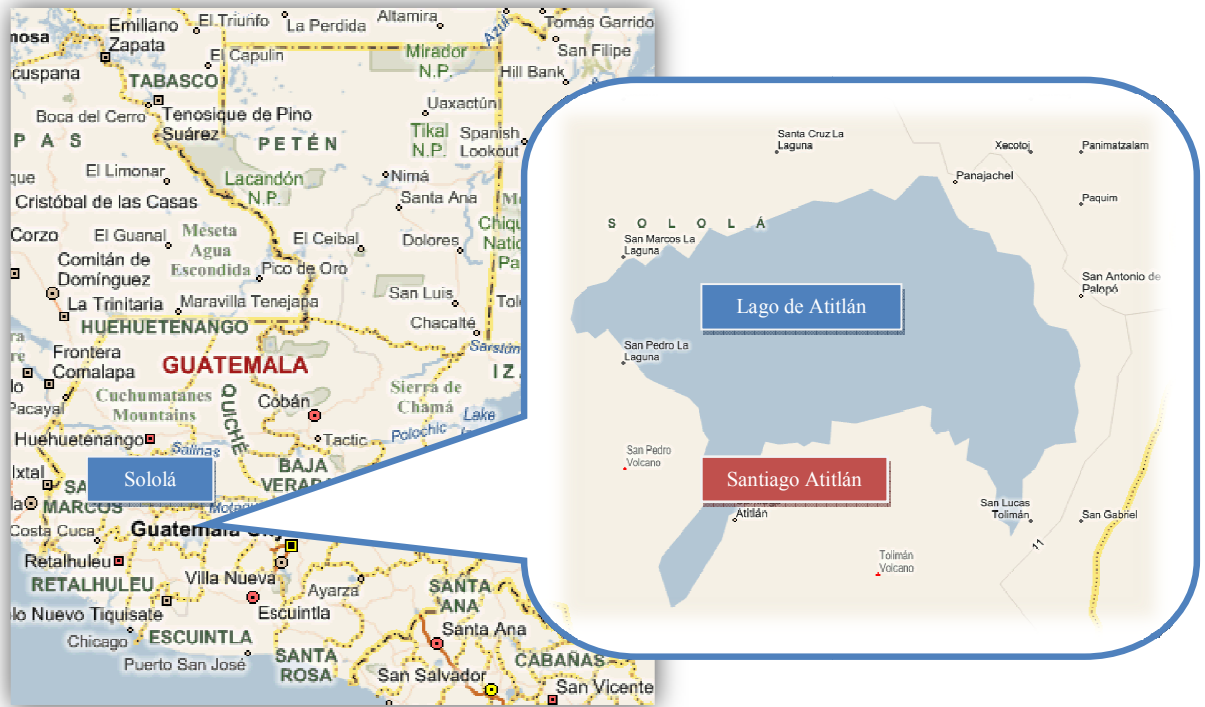 Emiliano
Zapata
El Triunfo
La Perdida
Altamira
Azul
Tomás Garrido
San Filipe
El Capulin
Mirador
N.P.
Hill Bank
TABASCO
Boca del Cerro
Tenosique de Pino
Suárez
Uaxactún
P A S
PETÉN
Tikal
N.P.
Spanish
Lookout
El Limonar
Lacandón
N.P.
Nimá
Santa Ana
Cristóbal de las Casas
Corzo
El Guanal
Meseta
Agua
Escondida
El Ceibal
Dolores
Comitán de
Domínguez
Pico de Oro
La Trinitaria
Maravilla Tenejapa
San Luis
Chacalté
HUEHUETENANGO
Sarstún
Frontera
Comalapa
GUATEMALA
Pacayal
Cuchumatanes
Mountains
QUICHÉ
Cobán
Sierra de
Chamá
Lake
Polochic
Tactic
Huehuetenango
Salinas
Ixtal
Sololá
BAJA
MARCOS
Costa Cuca
Retalhuleu
RETALHULEU
Villa Nueva
Ayarza
SANTA
ANA
Nuevo Tiquisate
Escuintla
Chicago
ESCUINTLA
Santa Ana
Puerto San José
SANTA
ROSA
CABAÑAS
San Salvador
San Vicente
Santa Cruz La
Laguna
Xecotoj
Panimatzalam
Panajachel
Paquim
S O L O L Á
San Marcos La
Laguna
San Antonio de
Palopó
Lago de Atitlán
San Pedro La
Laguna
San Pedro
Volcano
Santiago Atitlán
Atitlán
San Lucas
Tolimán
San Gabriel
11
Tolimán
Volcano